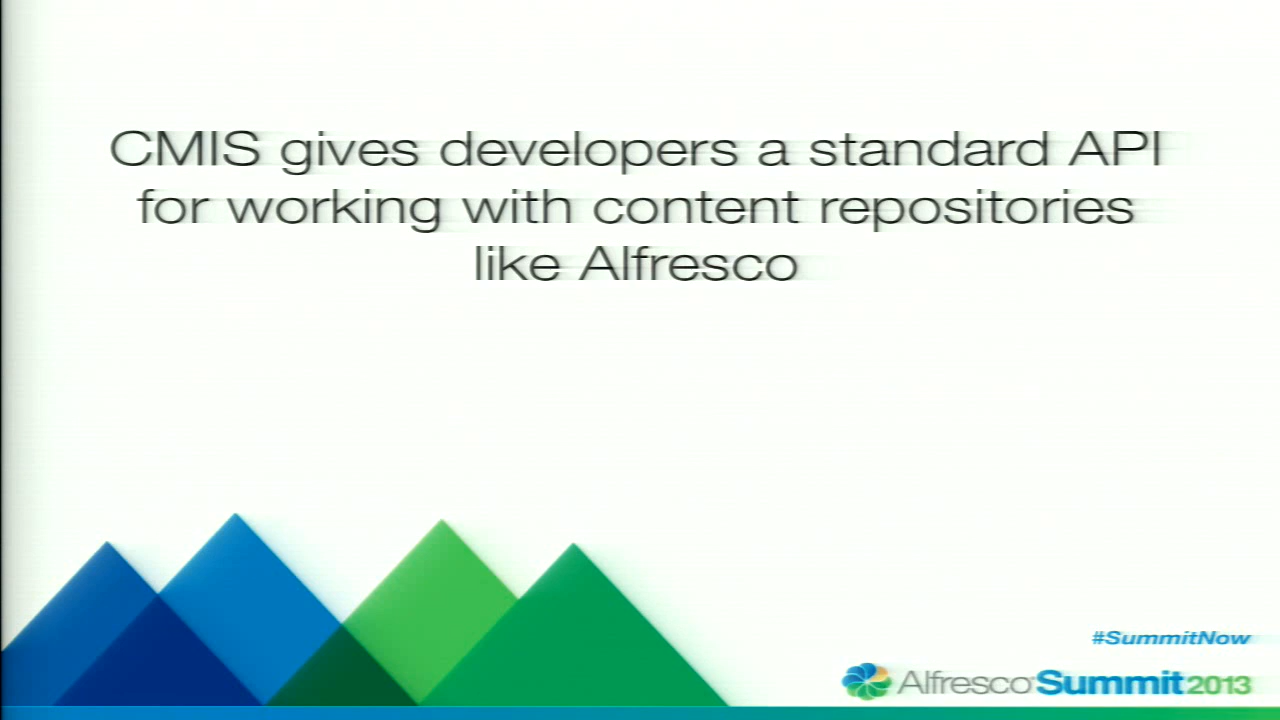 CMIS gives developers a standard API
for working with content repositories
like Alfresco
#SummitNow
Alfresco Summit 2013